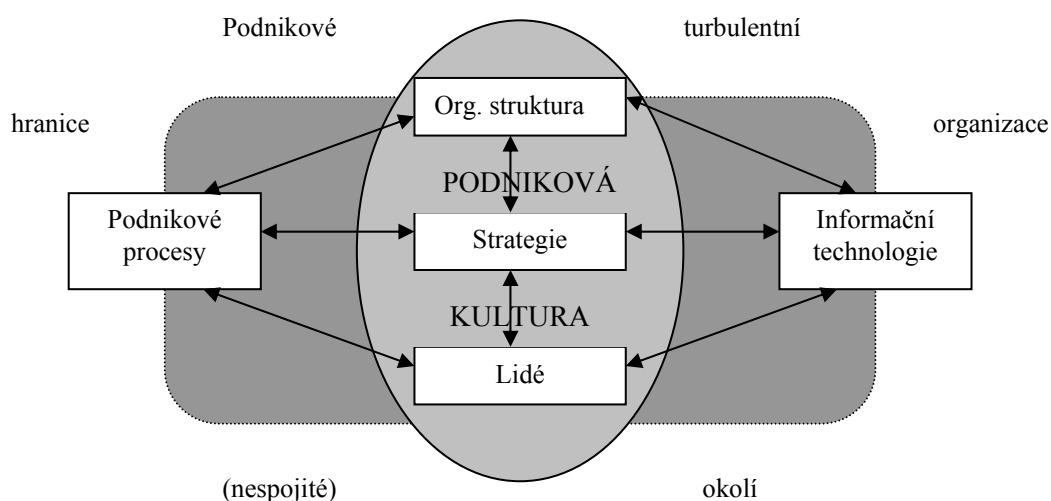 Podnikové turbulentní
Org. struktura
hranice organizace
PODNIKOVÁ
Podnikové
procesy
Strategie
Informační
technologie
KULTURA
Lidé
(nespojité) okolí